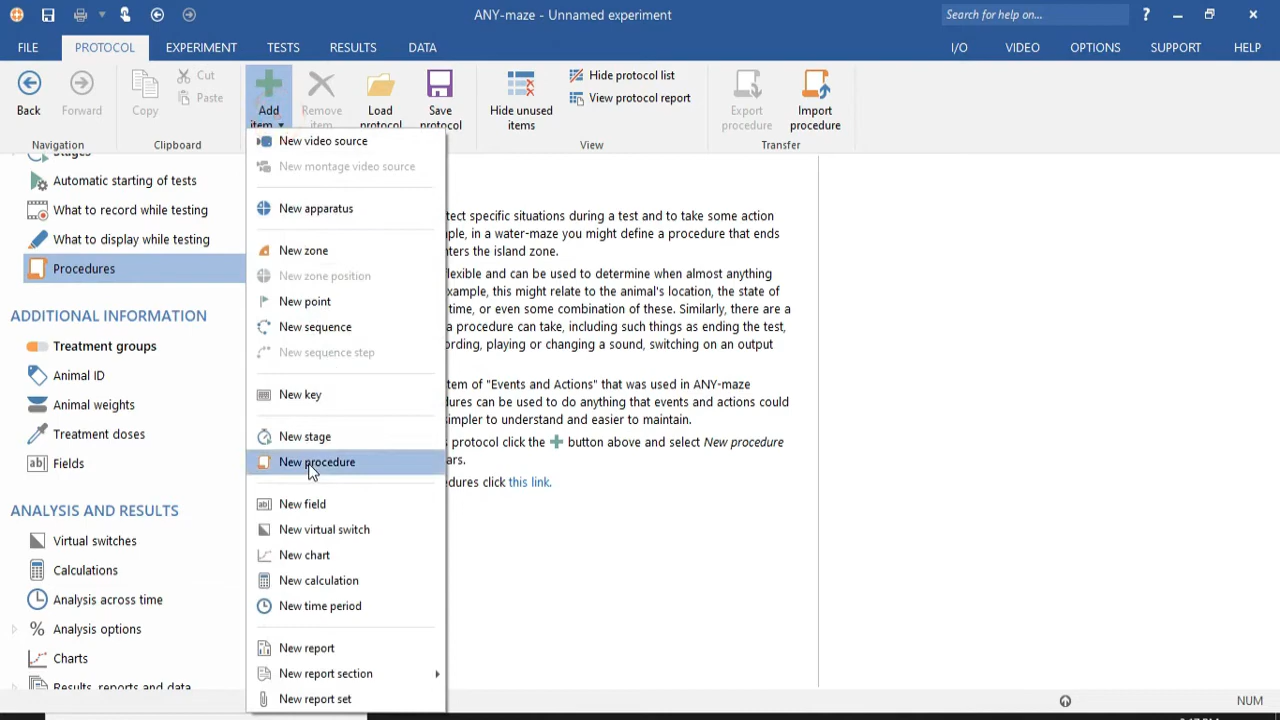 ANY-maze - Unnamed experiment
Search for help on...
?
FILE
PROTOCOL
EXPERIMENT
TESTS
RESULTS
DATA
I/O
VIDEO
OPTIONS
SUPPORT
HELP
Back
Forward
Navigation
Copy
Cut
Paste
Clipboard
Add
item
Remove
item
Load
protocol
Save
protocol
Hide unused
items
Hide protocol list
View protocol report
View
Export
procedure
Import
procedure
Transfer
Stages
Automatic starting of tests
What to record while testing
What to display while testing
Procedures
ADDITIONAL INFORMATION
Treatment groups
Animal ID
Animal weights
Treatment doses
Fields
ANALYSIS AND RESULTS
Virtual switches
Calculations
Analysis across time
Analysis options
Charts
Results, reports and data
New video source
New montage video source
New apparatus
New zone
New zone position
New point
New sequence
New sequence step
New key
New stage
New procedure
New field
New virtual switch
New chart
New calculation
New time period
New report
New report section
New report set
tect specific situations during a test and to take some action
ple, in a water-maze you might define a procedure that ends
nters the island zone.
flexible and can be used to determine when almost anything
example, this might relate to the animal's location, the state of
time, or even some combination of these. Similarly, there are a
a procedure can take, including such things as ending the test,
ording, playing or changing a sound, switching on an output
stem of "Events and Actions" that was used in ANY-maze
dures can be used to do anything that events and actions could
simpler to understand and easier to maintain.
s protocol click the button above and select New procedure
ears.
edures click this link.
NUM